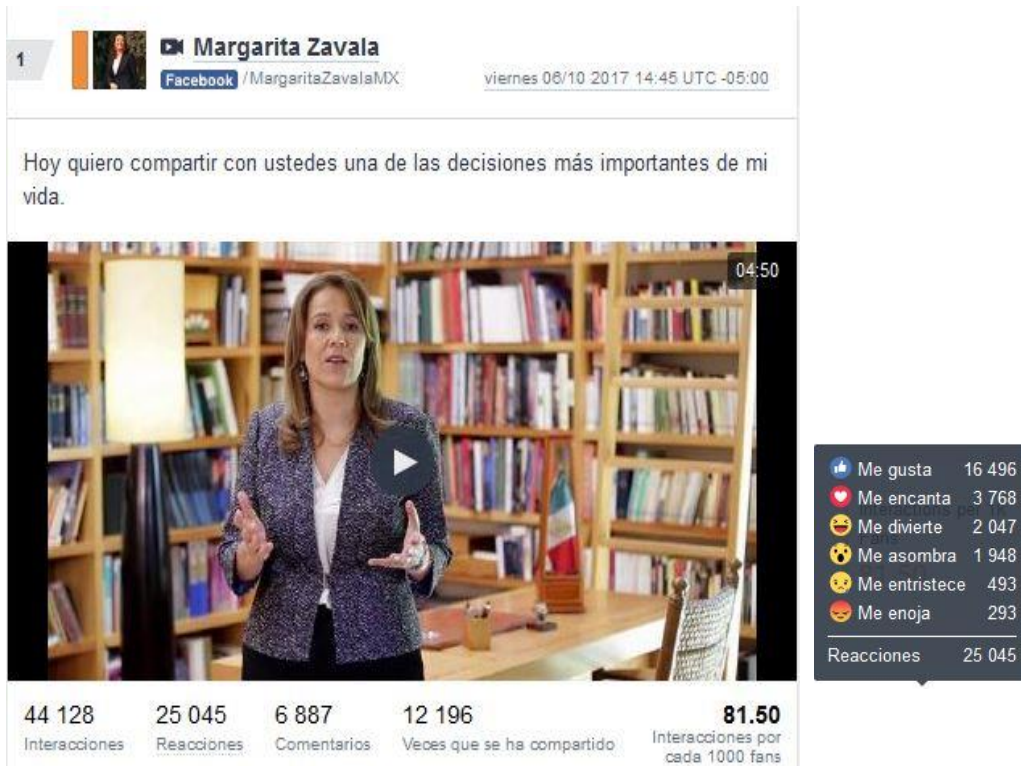 1
Margarita Zavala
Facebook /MargaritaZavalaMX viernes 06/10 2017 14:45 UTC -05:00
Hoy quiero compartir con ustedes una de las decisiones más importantes de mi
vida.
04:50
Me gusta 16 496
Me encanta 3 768
Me divierte 2 047
Me asombra 1 948
Me entristece 493
Me enoja 293
Reacciones 25 045
44 128 25 045 6 887 12 196 81.50
Interacciones Reacciones Comentarios Veces que se ha compartido Interacciones por
cada 1000 fans